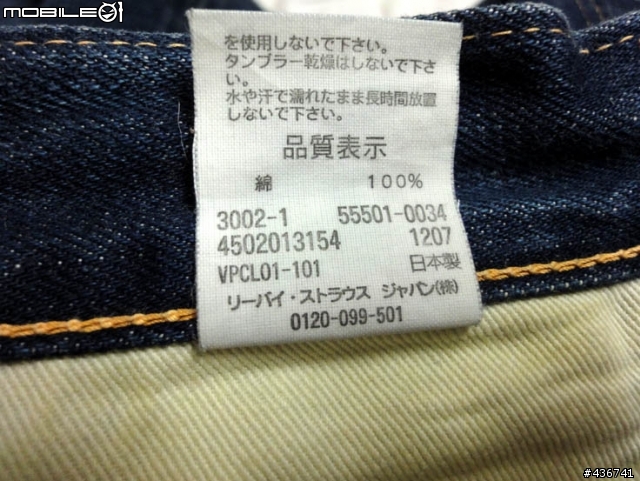 MOBILE01
を使用しないで下さい。
タンブラー乾燥はしないで下さ
い。
水や汗で濡れたまま長時間放置
しないで下さい。
品質表示
綿 100%
3002-1 55501-0034
4502013154 1207
VPCL01-101 日本製
リーバイ・ストラウス ジャパン(株)
0120-099-501
#436741